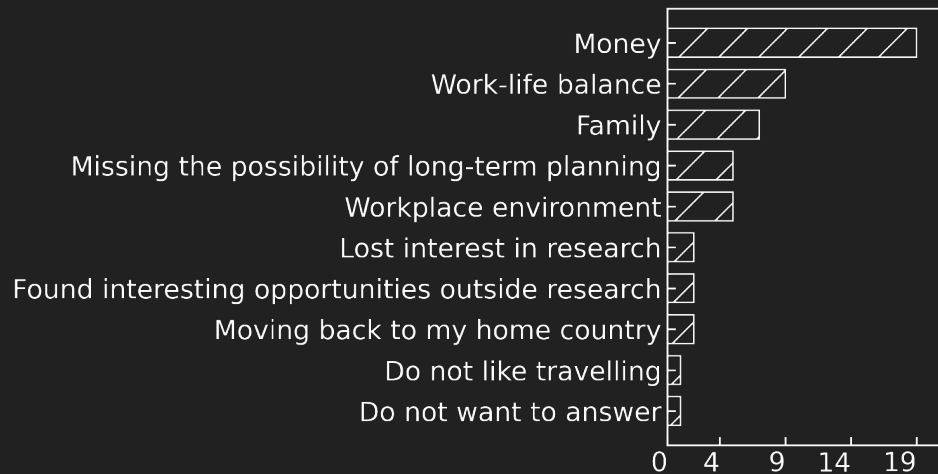 Money
Work-life balance
Family
Missing the possibility of long-term planning
Workplace environment
Lost interest in research
Found interesting opportunities outside research
Moving back to my home country
Do not like travelling
Do not want to answer
0 4 9 14 19